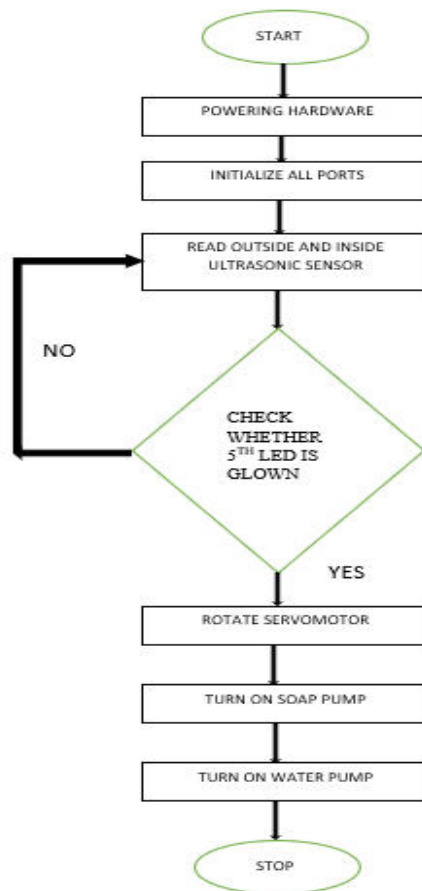 START
POWERING HARDWARE
INITIALIZE ALL PORTS
READ OUTSIDE AND INSIDE
ULTRASONIC SENSOR
NO
CHECK
WHETHER
5TH LED IS
GLOWN
YES
ROTATE SERVOMOTOR
TURN ON SOAP PUMP
TURN ON WATER PUMP
STOP